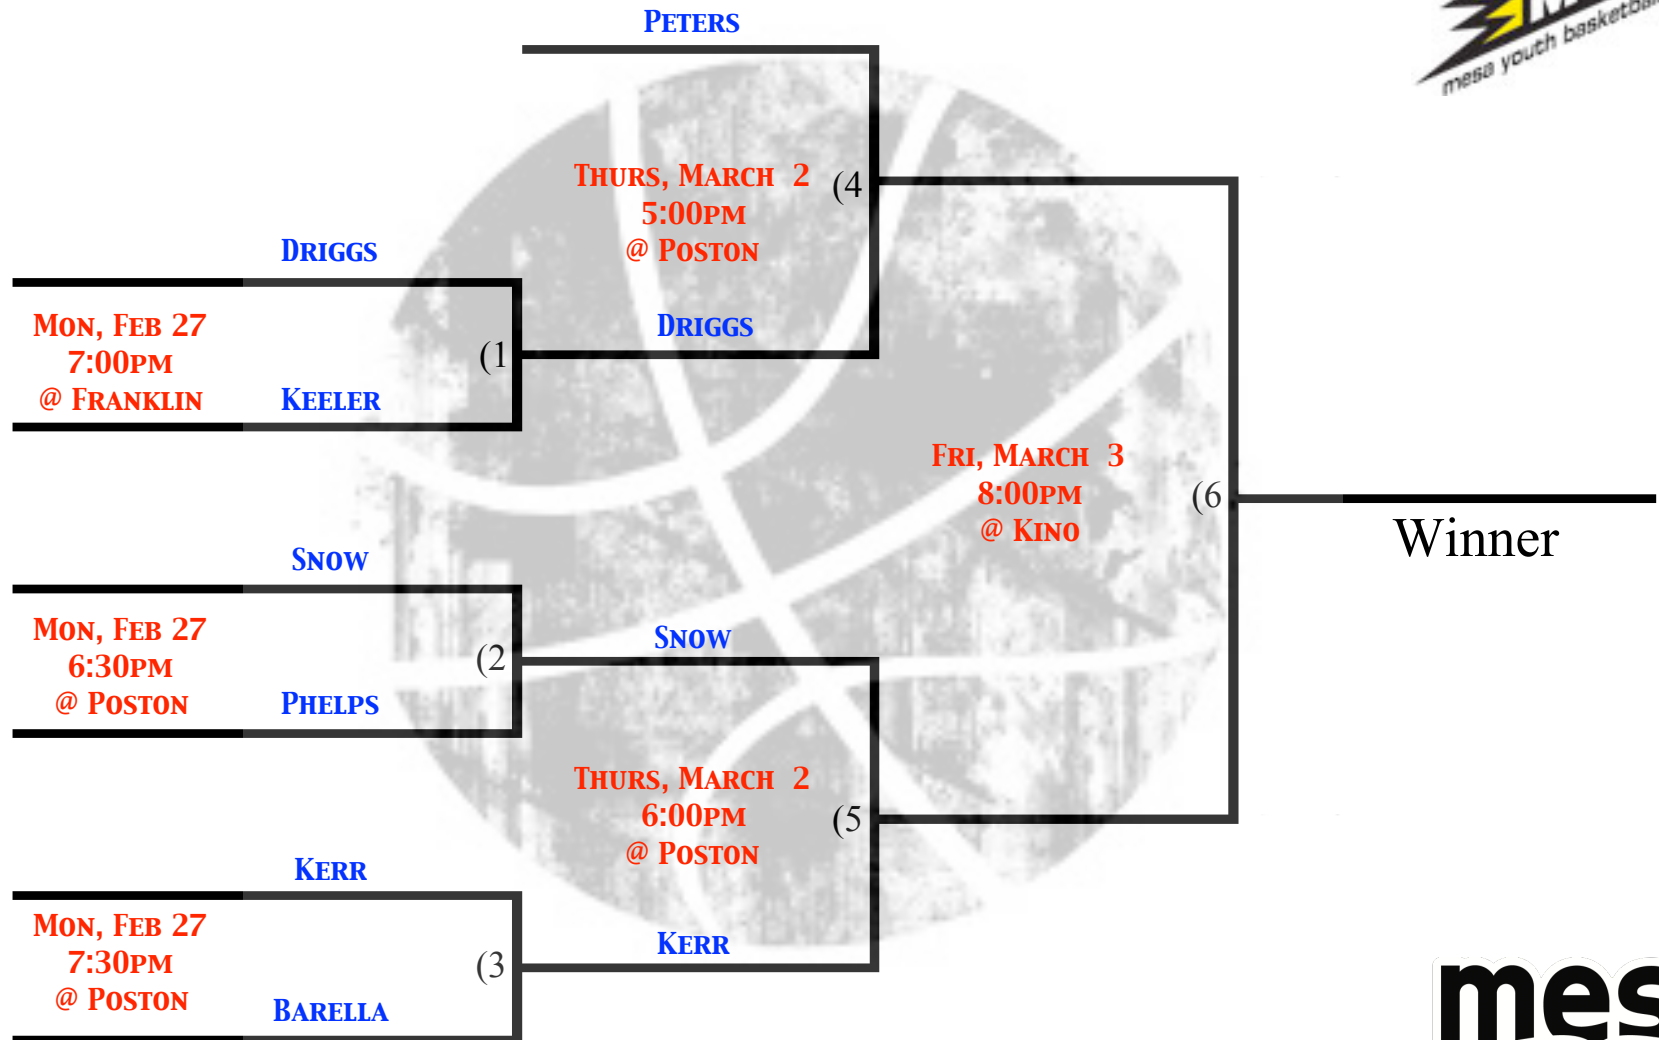 PETERS
mesa youth basketbal
THURS, MARCH 2
5:00PM
@ POSTON
(4
DRIGGS
MON, FEB 27
7:00PM
@ FRANKLIN
(1
DRIGGS
KEELER
FRI, MARCH 3
8:00PM
@ KINO
(6
Winner
SNOW
MON, FEB 27
6:30PM
@ POSTON
(2
SNOW
PHELPS
THURS, MARCH 2
6:00PM
@ POSTON
(5
KERR
MON, FEB 27
7:30PM
@ POSTON
(3
KERR
BARELLA
mes